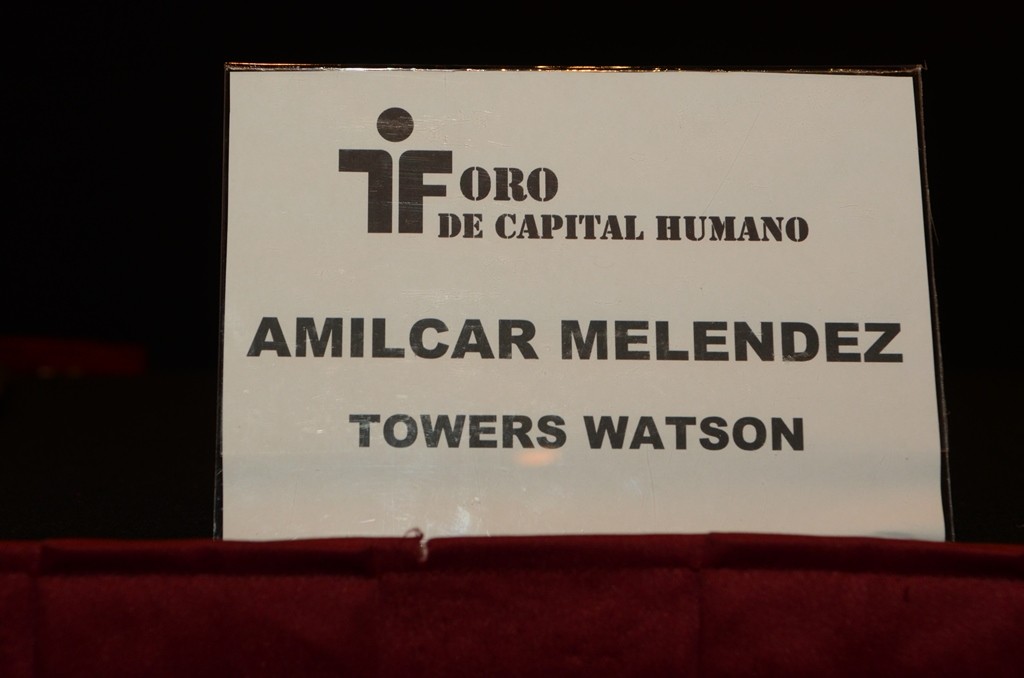 FORO
DE CAPITAL HUMANO
AMILCAR MELENDEZ
TOWERS WATSON